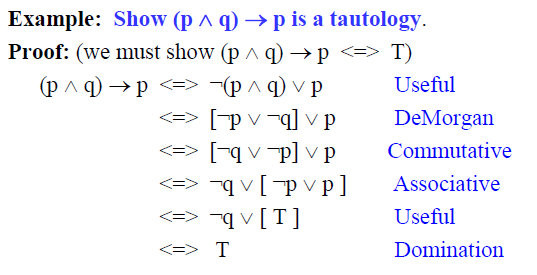 Example: Show (p ∧ q) → p is a tautology.
Proof: (we must show (p ∧ q) → p <=> T)
(p ∧ q) → p <=> ¬(p ∧ q) ∨ p Useful
<=> [¬p ∨ ¬q] ∨ p DeMorgan
<=> [¬q ∨ ¬p] ∨ p Commutative
<=> ¬q ∨ [ ¬p ∨ p ] Associative
<=> ¬q ∨ [ T ] Useful
<=> T Domination